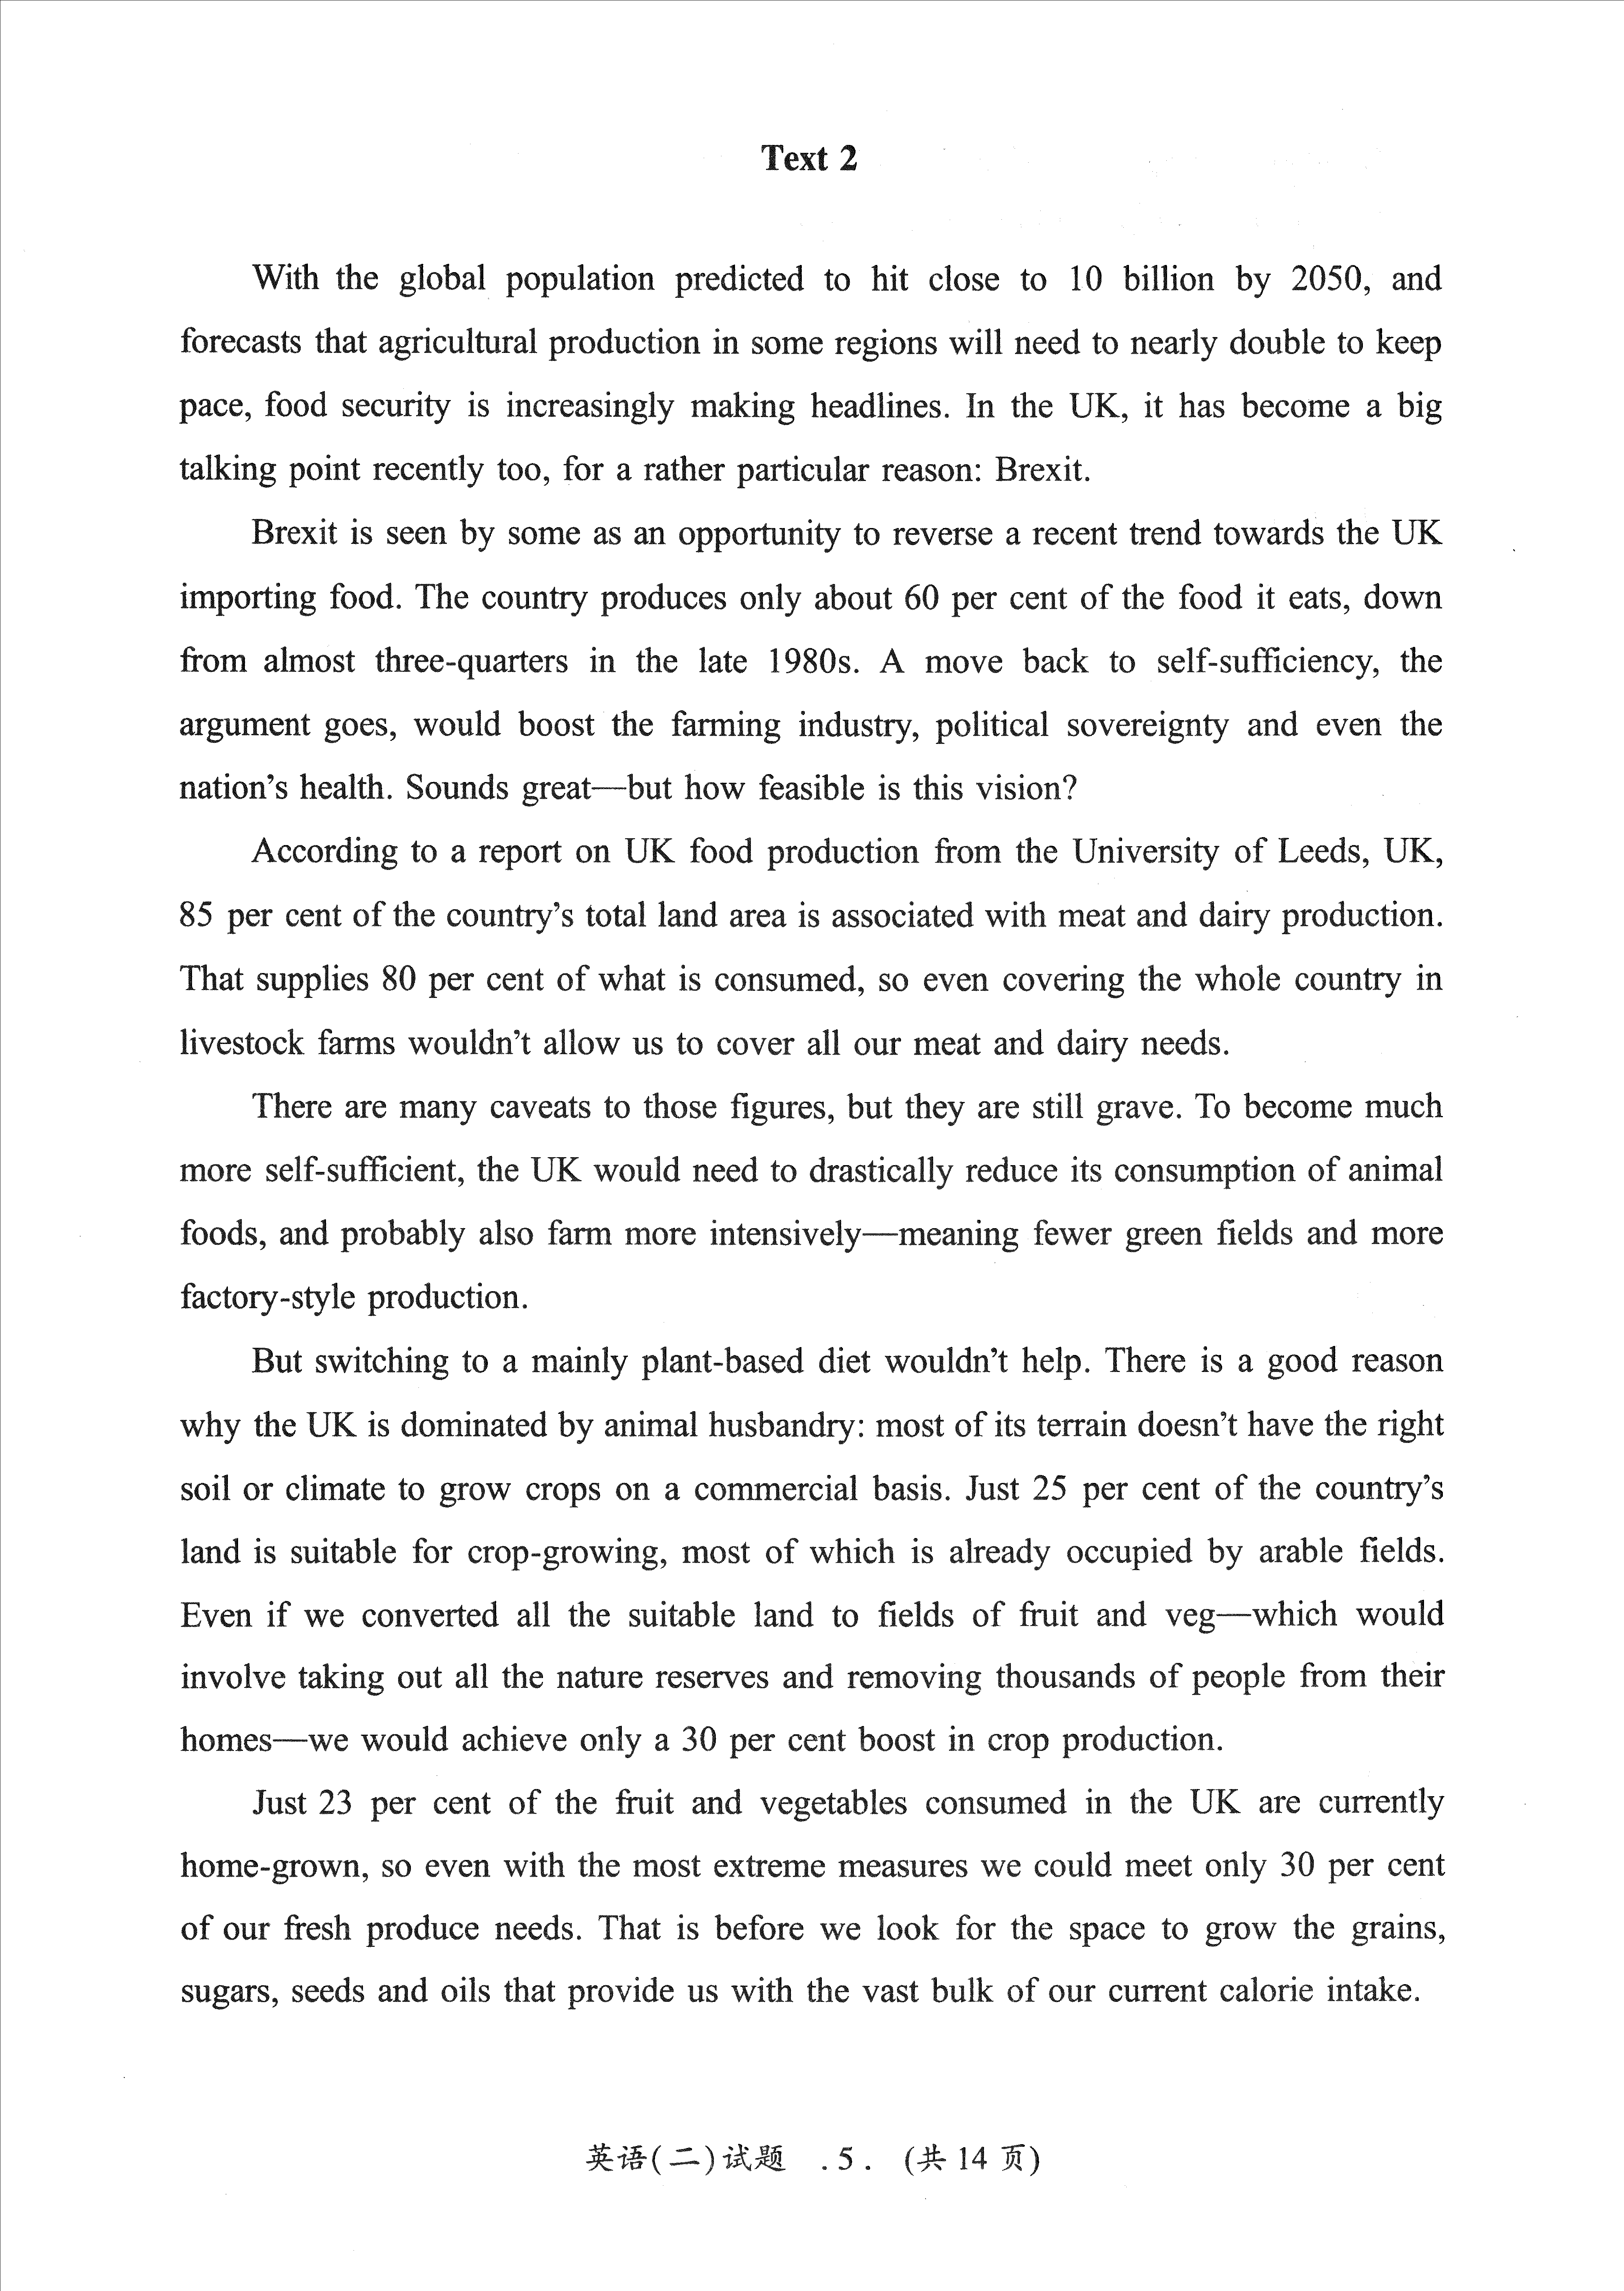 Text 2
With the global population predicted to hit close to 10 billion by 2050, and
forecasts that agricultural production in some regions will need to nearly double to keep
pace, food security is increasingly making headlines. In the UK, it has become a big
talking point recently too, for a rather particular reason: Brexit.
Brexit is seen by some as an opportunity to reverse a recent trend towards the UK
importing food. The country produces only about 60 per cent of the food it eats, down
from almost three-quarters in the late 1980s. A move back to self-sufficiency, the
argument goes, would boost the farming industry, political sovereignty and even the
nation's health. Sounds great—but how feasible is this vision?
According to a report on UK food production from the University of Leeds, UK,
85 per cent of the country's total land area is associated with meat and dairy production.
That supplies 80 per cent of what is consumed, so even covering the whole country in
livestock farms wouldn't allow us to cover all our meat and dairy needs.
There are many caveats to those figures, but they are still grave. To become much
more self-sufficient, the UK would need to drastically reduce its consumption of animal
foods, and probably also farm more intensively—meaning fewer green fields and more
factory-style production.
But switching to a mainly plant-based diet wouldn't help. There is a good reason
why the UK is dominated by animal husbandry: most of its terrain doesn't have the right
soil or climate to grow crops on a commercial basis. Just 25 per cent of the country's
land is suitable for crop-growing, most of which is already occupied by arable fields.
Even if we converted all the suitable land to fields of fruit and veg—which would
involve taking out all the nature reserves and removing thousands of people from their
homes—we would achieve only a 30 per cent boost in crop production.
Just 23 per cent of the fruit and vegetables consumed in the UK are currently
home-grown, so even with the most extreme measures we could meet only 30 per cent
of our fresh produce needs. That is before we look for the space to grow the grains,
sugars, seeds and oils that provide us with the vast bulk of our current calorie intake.
英语(二)试题 .5. (共 14 页)